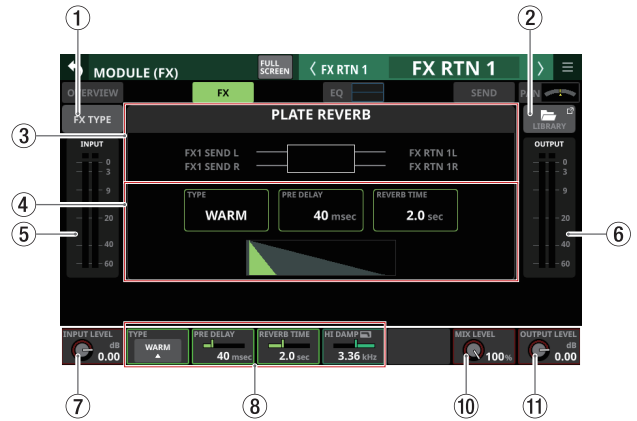 ① ②
MODULE (FX) FULL SCREEN 〈 FX RTN 1 FX RTN 1 〉 ☰
OVERVIEW FX EQ SEND PAN
FX TYPE PLATE REVERB LIBRARY
③
INPUT OUTPUT
FX1 SEND L FX RTN 1L
FX1 SEND R FX RTN 1R
0 0
3 3
9 9
20 20
40 40
60 60
④
TYPE PRE DELAY REVERB TIME
WARM 40 msec 2.0 sec
⑤ ⑥
INPUT LEVEL TYPE PRE DELAY REVERB TIME HI DAMP MIX LEVEL OUTPUT LEVEL
dB WARM dB
0.00 ▲ 40 msec 2.0 sec 3.36 kHz 100% 0.00
⑦ ⑧ ⑩ ⑪